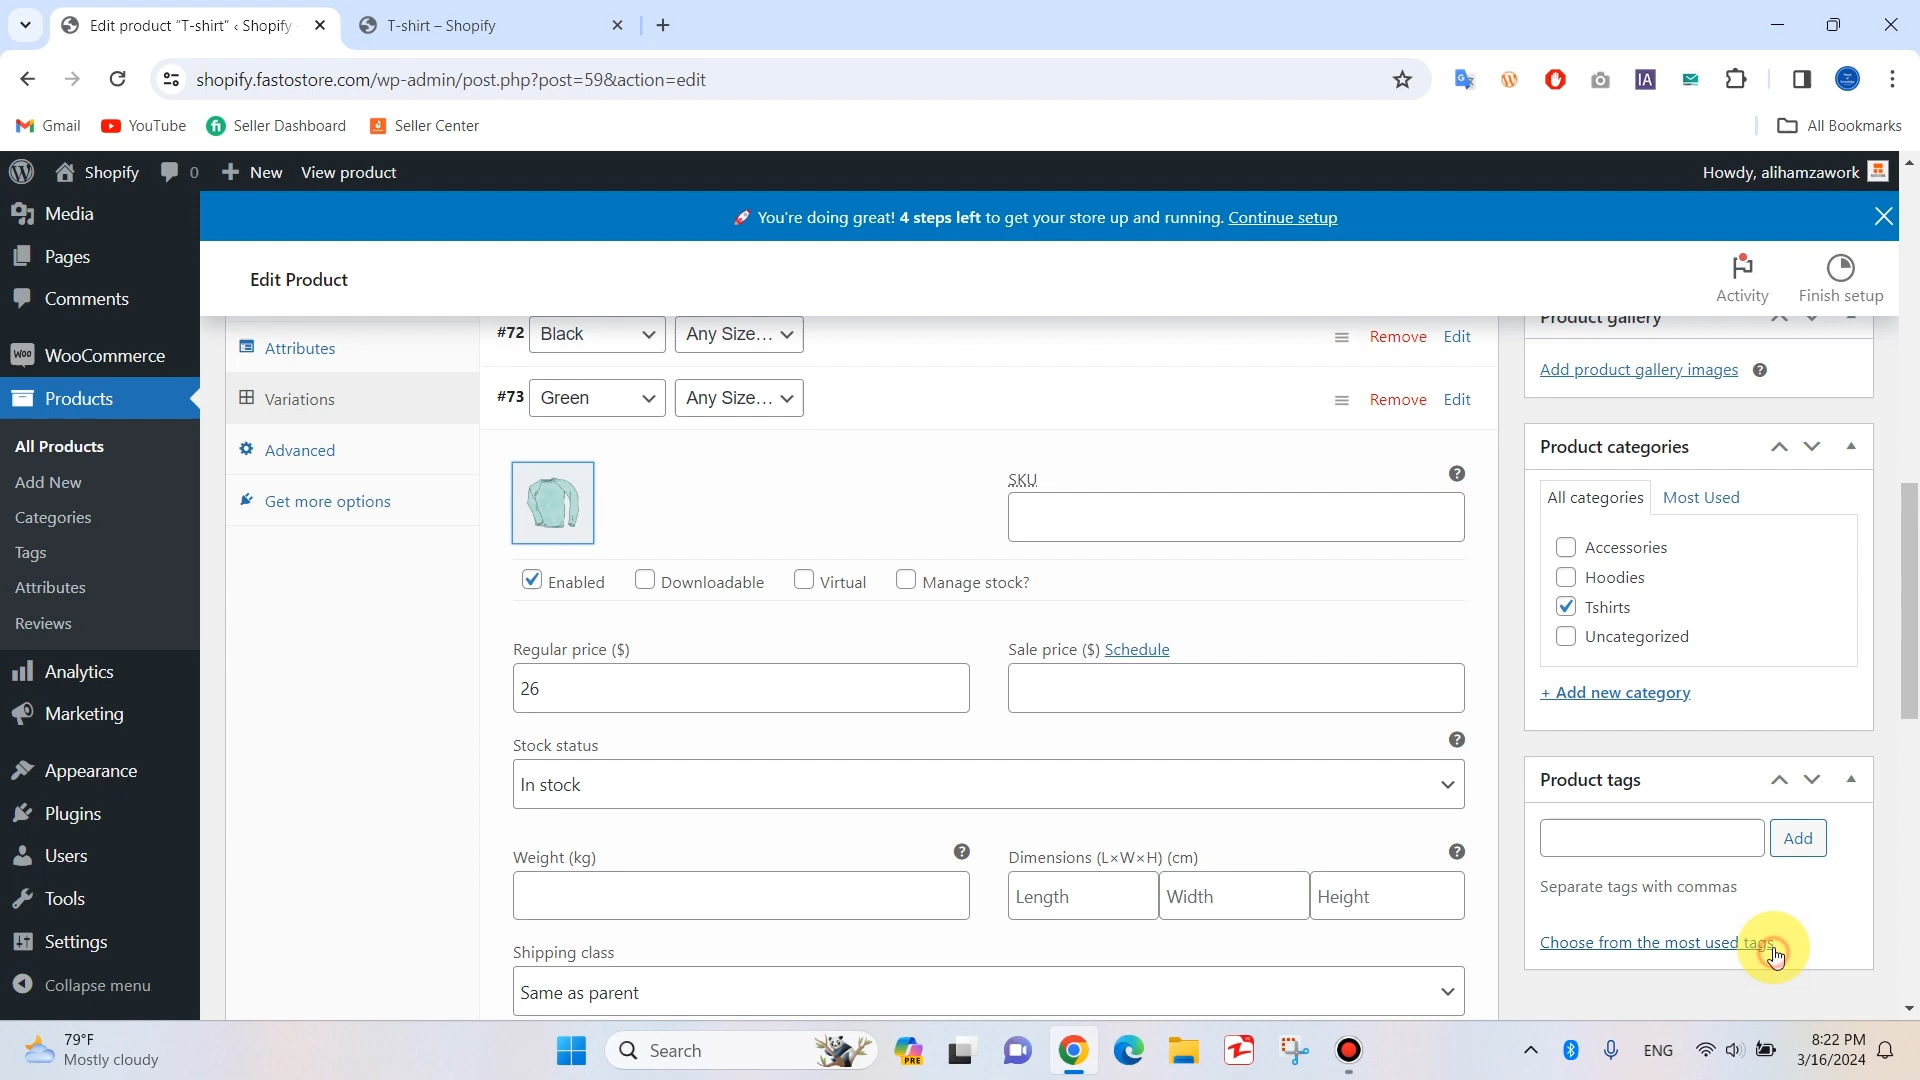 Edit product "T-shirt" ‹ Shopify
T-shirt – Shopify
shopify.fastostore.com/wp-admin/post.php?post=59&action=edit
IA
Gmail
YouTube
Seller Dashboard
Seller Center
All Bookmarks
Shopify
0
New
View product
Howdy, alihamzawork
Media
Pages
Comments
WooCommerce
Products
All Products
Add New
Categories
Tags
Attributes
Reviews
Analytics
Marketing
Appearance
Plugins
Users
Tools
Settings
Collapse menu
🚀 You're doing great! 4 steps left to get your store up and running. Continue setup
Edit Product
Activity
Finish setup
Attributes
Variations
Advanced
Get more options
#72 Black Any Size… Remove Edit
#73 Green Any Size… Remove Edit
SKU
Enabled Downloadable Virtual Manage stock?
Regular price ($)
26
Sale price ($) Schedule
Stock status
In stock
Weight (kg)
Dimensions (L×W×H) (cm)
Length
Width
Height
Shipping class
Same as parent
Product gallery
Add product gallery images
Product categories
All categories
Most Used
Accessories
Hoodies
Tshirts
Uncategorized
+ Add new category
Product tags
Add
Separate tags with commas
Choose from the most used tags
79°F
Mostly cloudy
Search
PRE
ENG
8:22 PM
3/16/2024